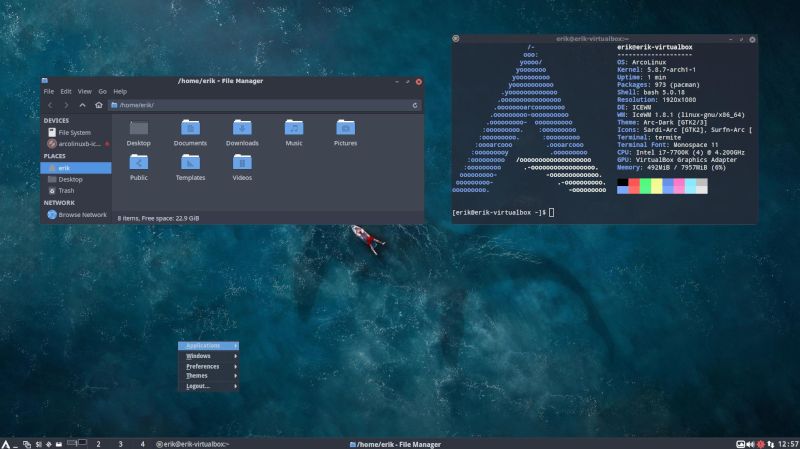 /home/erik - File Manager
File Edit View Go Help
/home/erik/
DEVICES
File System
arcolinuxb-ic...
PLACES
erik
Desktop
Trash
NETWORK
Browse Network
Desktop Documents Downloads Music Pictures
Public Templates Videos
8 items, Free space: 22.9 GiB
erik@erik-virtualbox:~
erik@erik-virtualbox
OS: ArcoLinux
Kernel: 5.8.7-arch1-1
Uptime: 1 min
Packages: 973 (pacman)
Shell: bash 5.0.18
Resolution: 1920x1080
DE: ICEWM
WM: IceWM 1.8.1 (linux-gnu/x86_64)
Theme: Arc-Dark [GTK2/3]
Icons: Sardi-Arc [GTK2], Surfn-Arc [
Terminal: termite
Terminal Font: Monospace 11
CPU: Intel i7-7700K (4) @ 4.200GHz
GPU: VirtualBox Graphics Adapter
Memory: 492MiB / 7957MiB (6%)
[erik@erik-virtualbox ~]$
Applications
Windows
Preferences
Themes
Logout...
2 3 4 erik@erik-virtualbox:~ /home/erik - File Manager 12:57